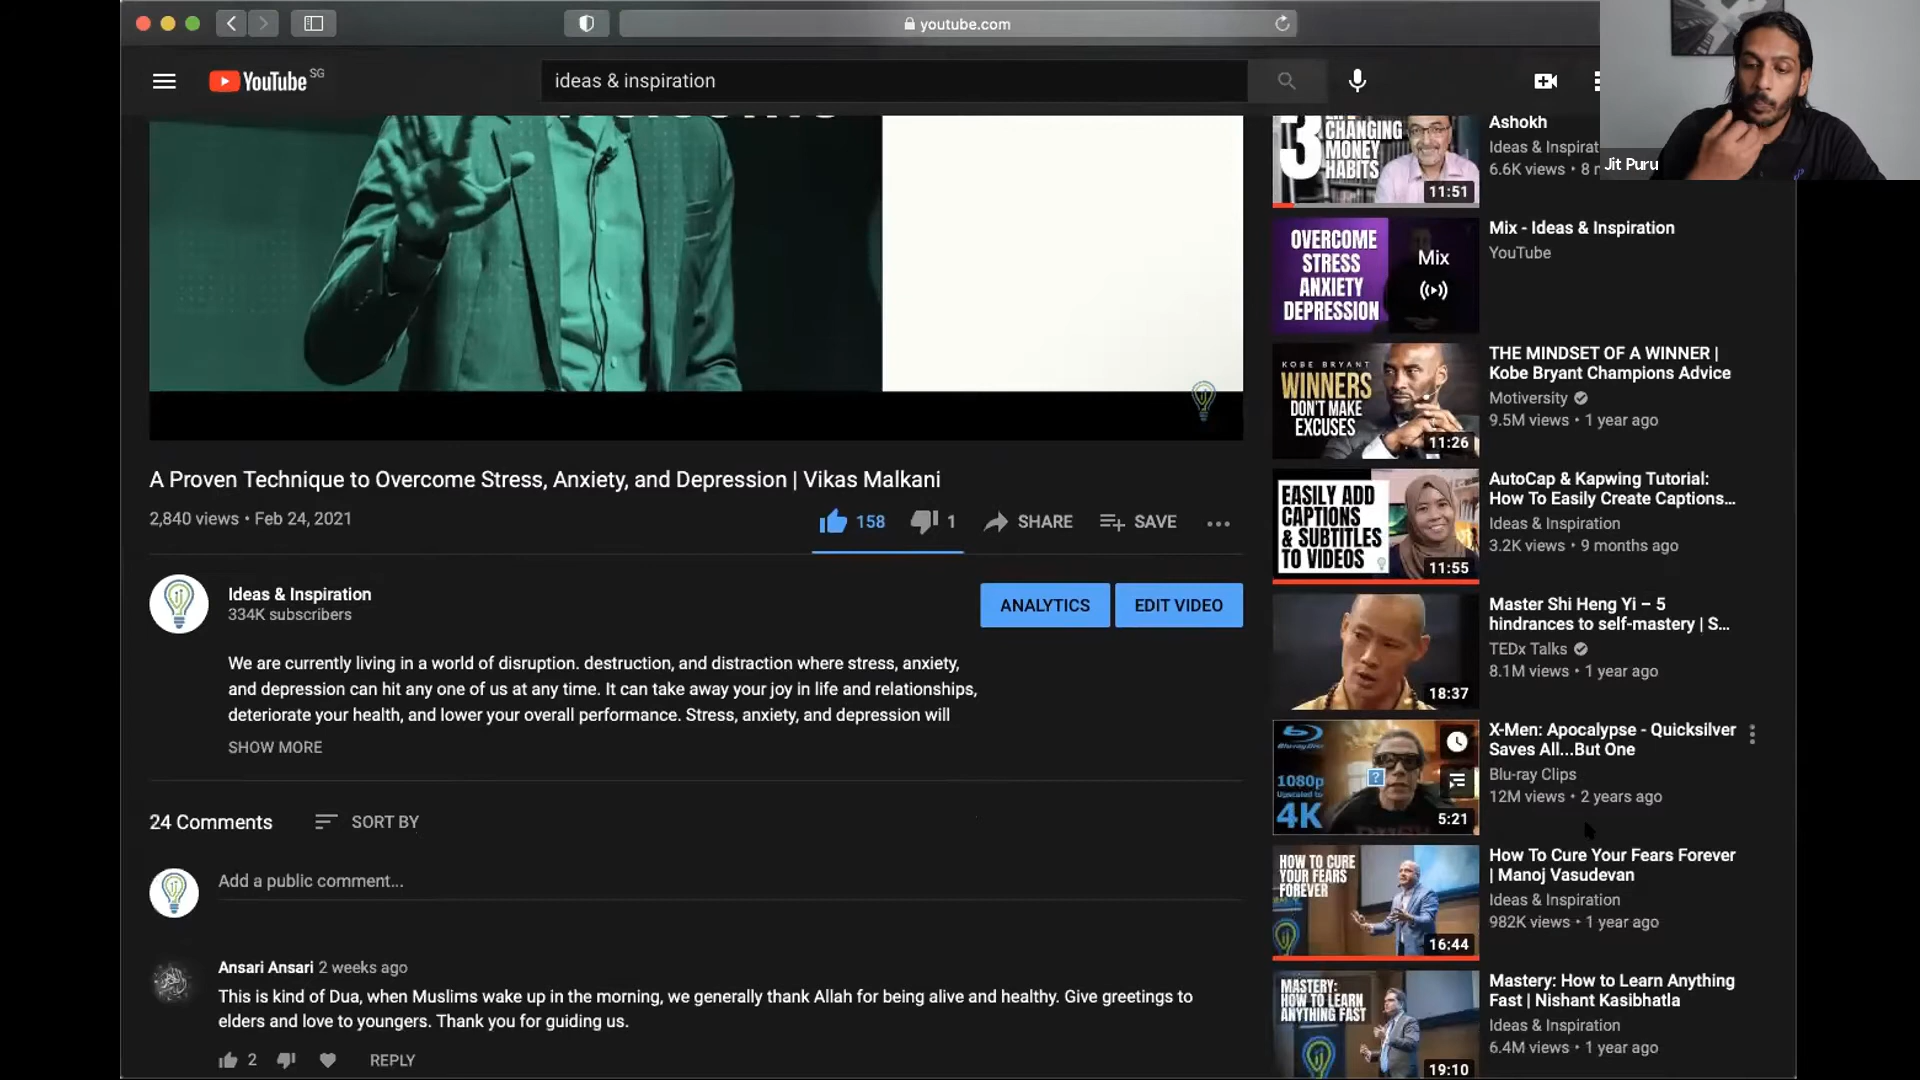 youtube.com
YouTube SG
ideas & inspiration
Jit Puru
A Proven Technique to Overcome Stress, Anxiety, and Depression | Vikas Malkani
2,840 views • Feb 24, 2021
158
1
SHARE
SAVE
Ideas & Inspiration
334K subscribers
ANALYTICS
EDIT VIDEO
We are currently living in a world of disruption. destruction, and distraction where stress, anxiety,
and depression can hit any one of us at any time. It can take away your joy in life and relationships,
deteriorate your health, and lower your overall performance. Stress, anxiety, and depression will
SHOW MORE
24 Comments
SORT BY
Add a public comment...
Ansari Ansari 2 weeks ago
This is kind of Dua, when Muslims wake up in the morning, we generally thank Allah for being alive and healthy. Give greetings to
elders and love to youngers. Thank you for guiding us.
2
REPLY
3
CHANGING
MONEY
HABITS
11:51
Ashokh
Ideas & Inspirat
6.6K views • 8 m
OVERCOME
STRESS
ANXIETY
DEPRESSION
Mix
Mix - Ideas & Inspiration
YouTube
KOBE BRYANT
WINNERS
DON'T MAKE
EXCUSES
11:26
THE MINDSET OF A WINNER |
Kobe Bryant Champions Advice
Motiversity
9.5M views • 1 year ago
EASILY ADD
CAPTIONS
& SUBTITLES
TO VIDEOS
11:55
AutoCap & Kapwing Tutorial:
How To Easily Create Captions...
Ideas & Inspiration
3.2K views • 9 months ago
18:37
Master Shi Heng Yi – 5
hindrances to self-mastery | S...
TEDx Talks
8.1M views • 1 year ago
Blu-ray Disc
1080p
Upscaled to
4K
?
5:21
X-Men: Apocalypse - Quicksilver
Saves All...But One
Blu-ray Clips
12M views • 2 years ago
HOW TO CURE
YOUR FEARS
FOREVER
16:44
How To Cure Your Fears Forever
| Manoj Vasudevan
Ideas & Inspiration
982K views • 1 year ago
MASTERY:
HOW TO LEARN
ANYTHING
FAST
19:10
Mastery: How to Learn Anything
Fast | Nishant Kasibhatla
Ideas & Inspiration
6.4M views • 1 year ago